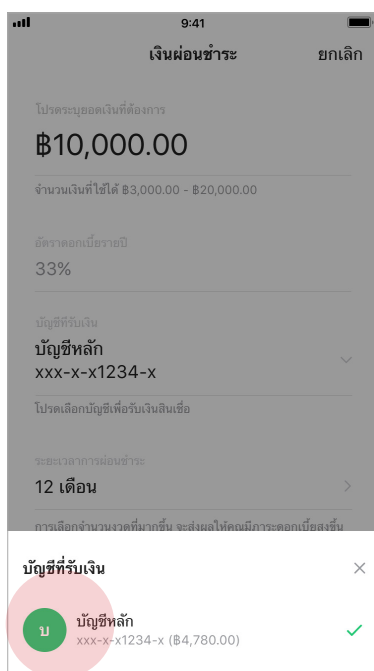 9:41
เงินผ่อนชำระ ยกเลิก
โปรดระบุยอดเงินที่ต้องการ
฿10,000.00
จำนวนเงินที่ใช้ได้ ฿3,000.00 - ฿20,000.00
อัตราดอกเบี้ยรายปี
33%
บัญชีที่รับเงิน
บัญชีหลัก
xxx-x-x1234-x
โปรดเลือกบัญชีเพื่อรับเงินสินเชื่อ
ระยะเวลาการผ่อนชำระ
12 เดือน
การเลือกจำนวนงวดที่มากขึ้น จะส่งผลให้คุณมีภาระดอกเบี้ยสูงขึ้น
บัญชีที่รับเงิน
บ บัญชีหลัก
xxx-x-x1234-x (฿4,780.00)